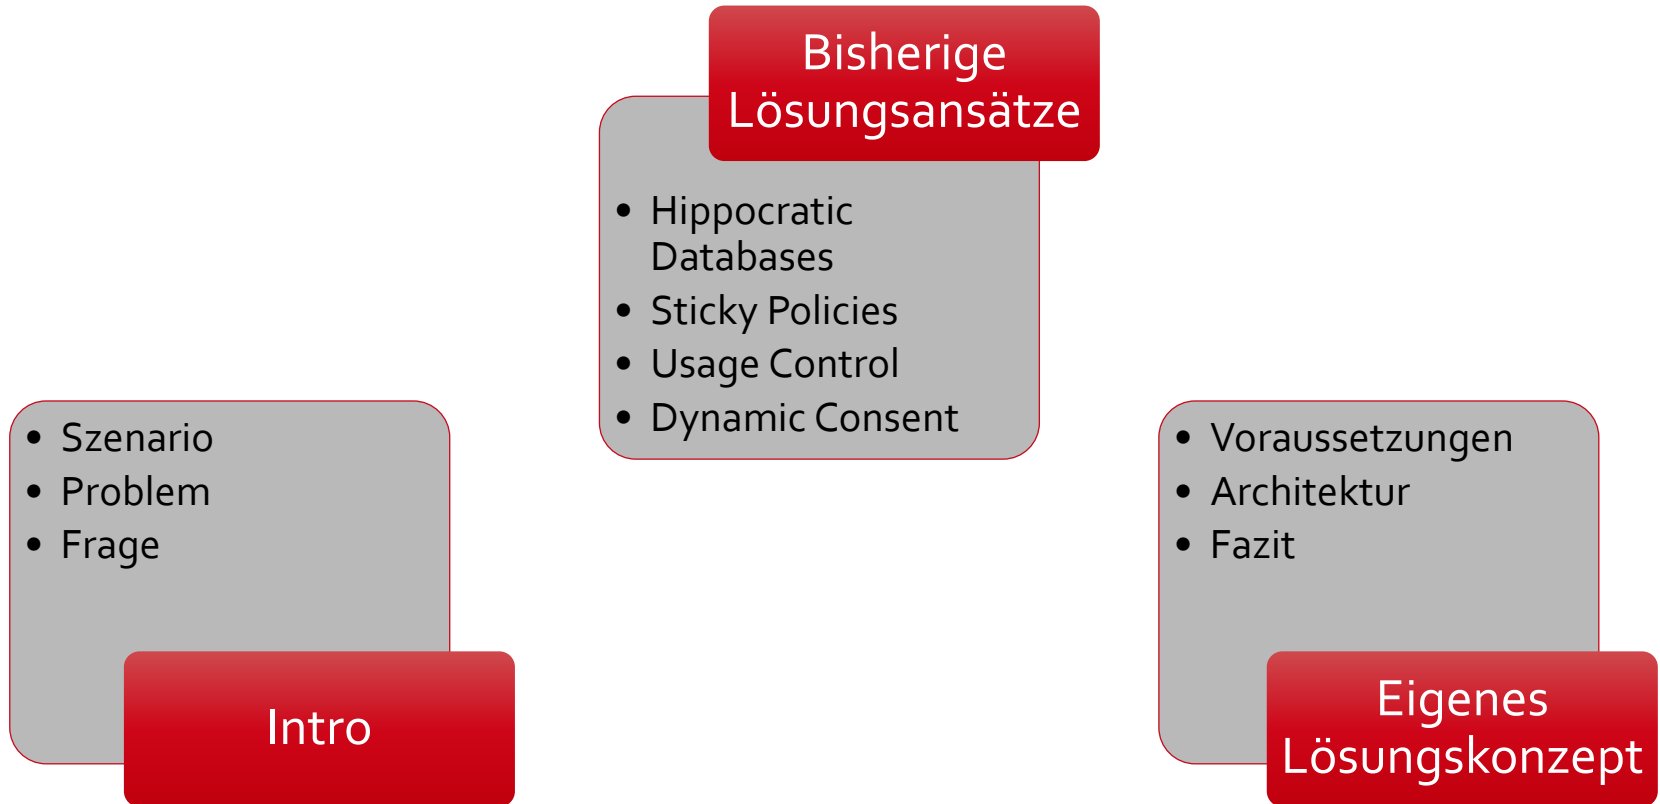 • Szenario
• Problem
• Frage
Intro
Bisherige
Lösungsansätze
• Hippocratic
Databases
• Sticky Policies
• Usage Control
• Dynamic Consent
• Voraussetzungen
• Architektur
• Fazit
Eigenes
Lösungskonzept